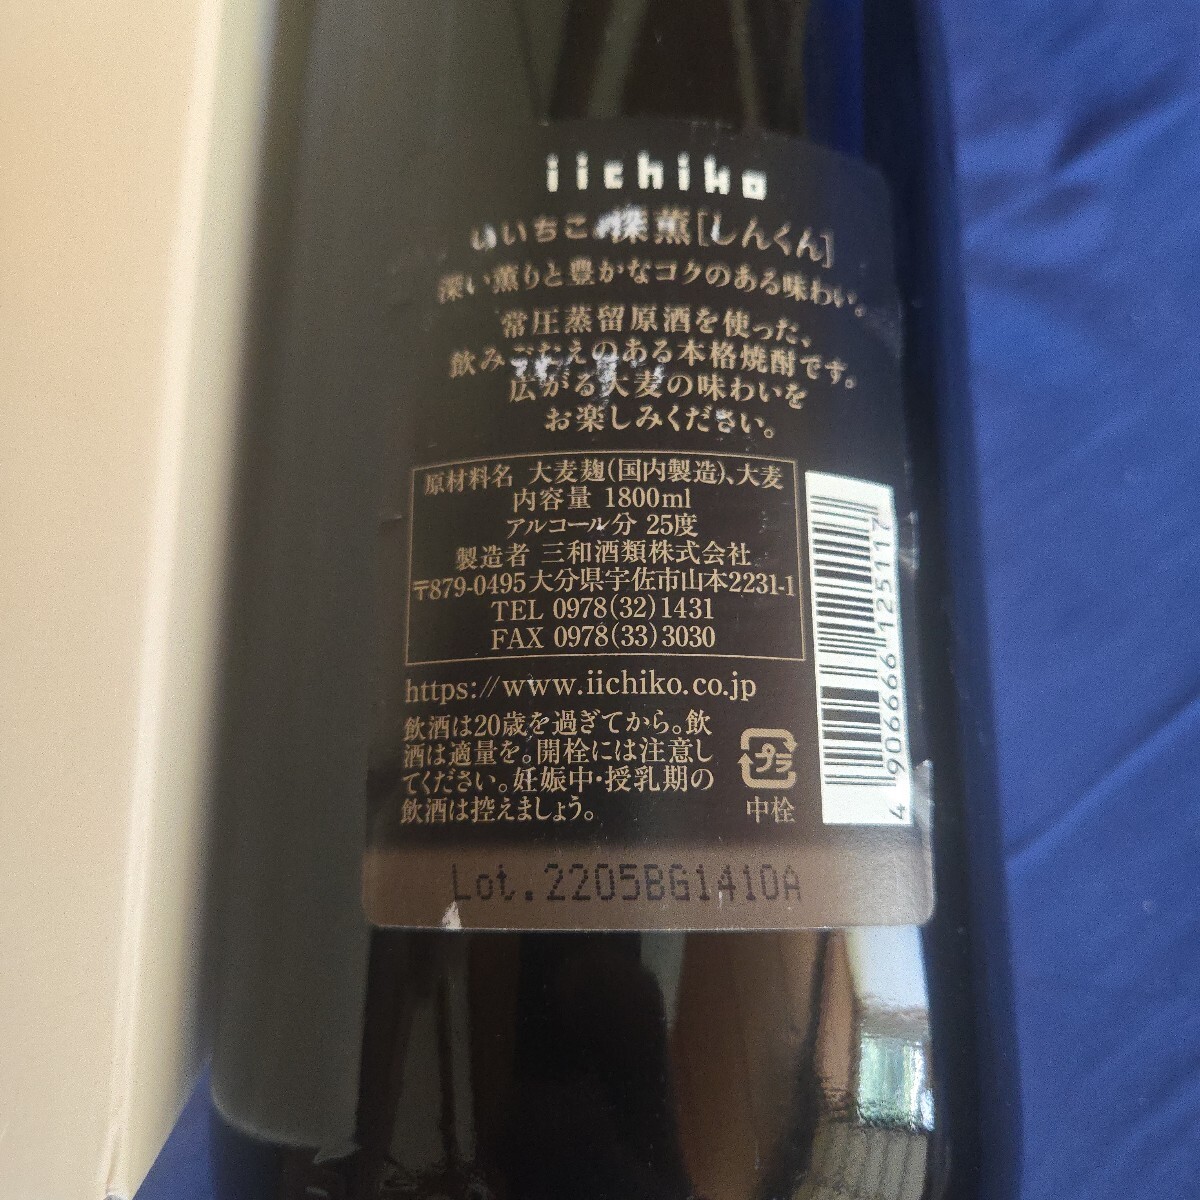 iichiko
いいちこ 深薫[しんくん]
深い薫りと豊かなコクのある味わい。
常圧蒸留原酒を使った、
飲みごたえのある本格焼酎です。
広がる大麦の味わいを
お楽しみください。
原材料名 大麦麹(国内製造)、大麦
内容量 1800ml
アルコール分 25度
製造者 三和酒類株式会社
〒879-0495大分県宇佐市山本2231-1
TEL 0978(32)1431
FAX 0978(33)3030
https://www.iichiko.co.jp
飲酒は20歳を過ぎてから。飲
酒は適量を。開栓には注意し
てください。妊娠中・授乳期の
飲酒は控えましょう。
プラ
中栓
4906666125117
Lot.2205BG1410A